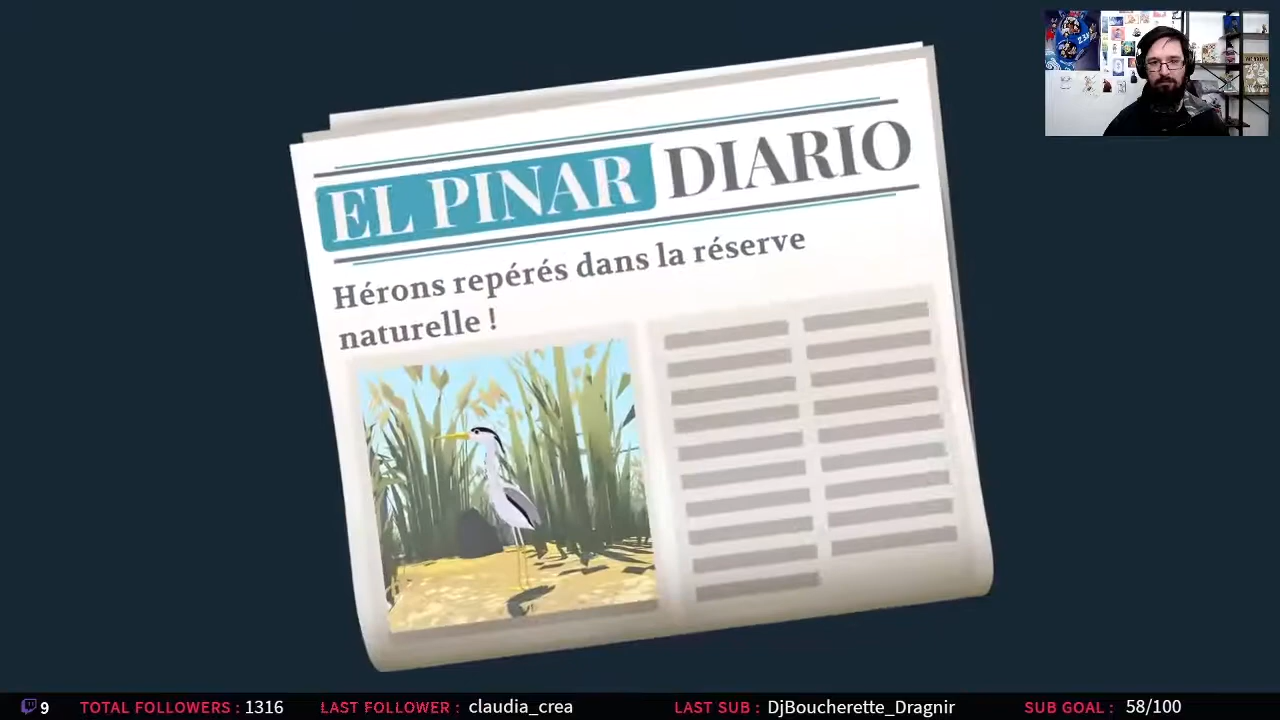 EL PINAR DIARIO
Hérons repérés dans la réserve
naturelle !
9 TOTAL FOLLOWERS : 1316 LAST FOLLOWER : claudia_crea LAST SUB : DjBoucherette_Dragnir SUB GOAL : 58/100